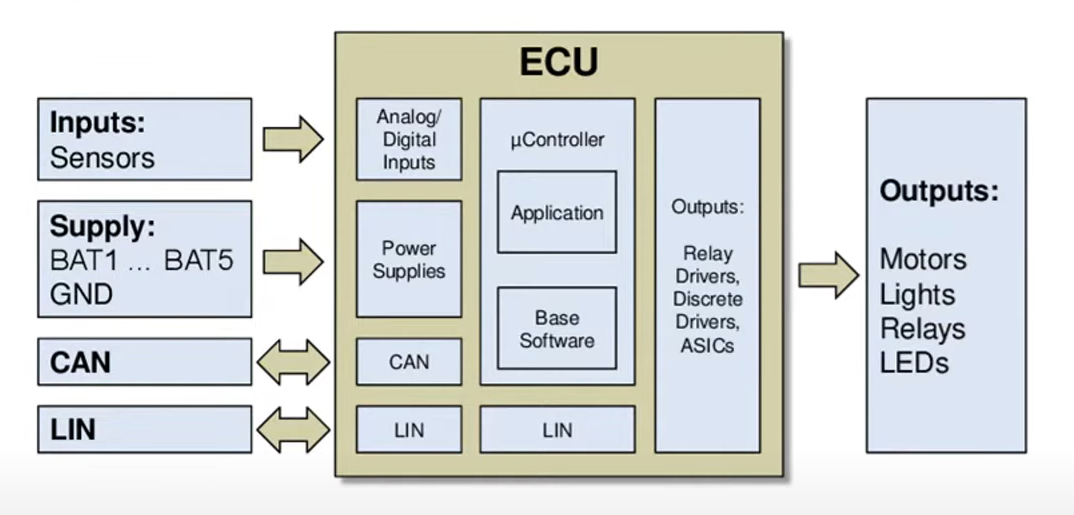 ECU
Inputs:
Sensors
Supply:
BAT1 ... BAT5
GND
CAN
LIN
Analog/
Digital
Inputs
Power
Supplies
CAN
LIN
µController
Application
Base
Software
LIN
Outputs:
Relay
Drivers,
Discrete
Drivers,
ASICs
Outputs:
Motors
Lights
Relays
LEDs